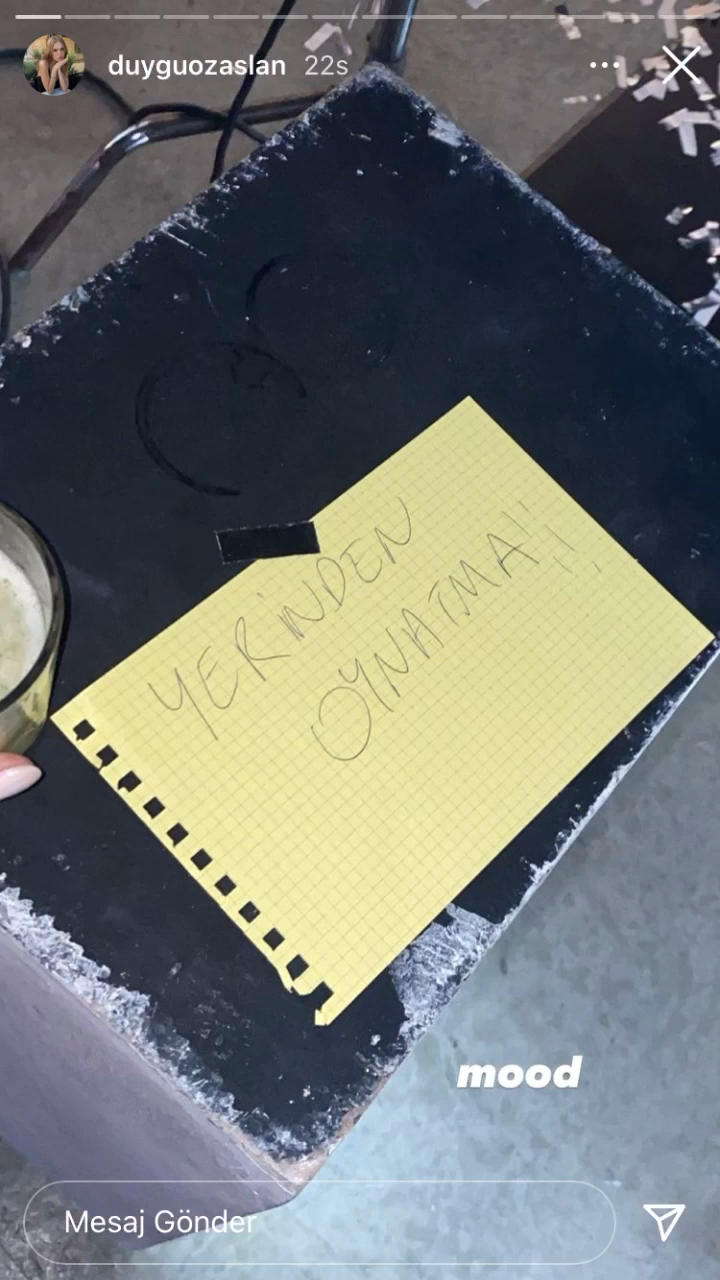 duyguozaslan 22s
YERİNDEN
OYNATMA!!
mood
Mesaj Gönder